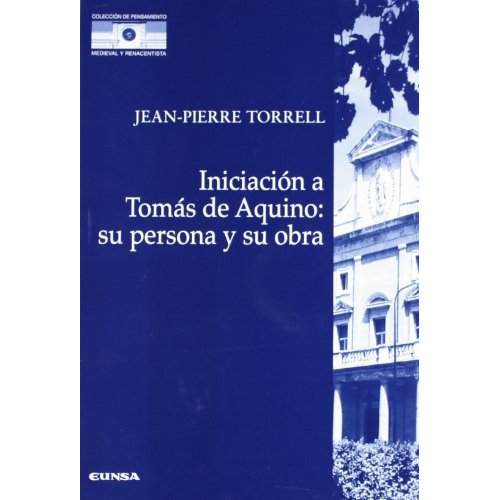 COLECCIÓN DE PENSAMIENTO
MEDIEVAL Y RENACENTISTA
JEAN-PIERRE TORRELL
Iniciación a
Tomás de Aquino:
su persona y su obra
EUNSA